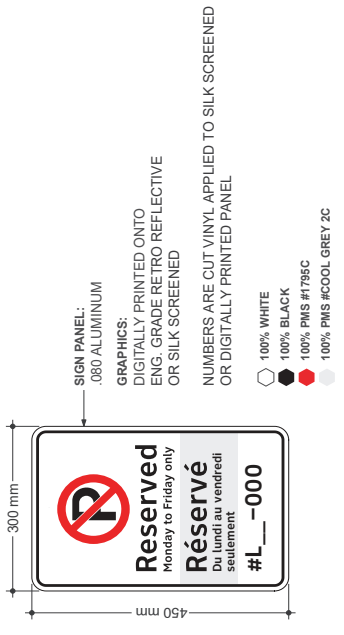 300 mm
450 mm
P
Reserved
Monday to Friday only
Réservé
Du lundi au vendredi
seulement
#L__-000
SIGN PANEL:
.080 ALUMINUM
GRAPHICS:
DIGITALLY PRINTED ONTO
ENG. GRADE RETRO REFLECTIVE
OR SILK SCREENED
NUMBERS ARE CUT VINYL APPLIED TO SILK SCREENED
OR DIGITALLY PRINTED PANEL
100% WHITE
100% BLACK
100% PMS #1795C
100% PMS #COOL GREY 2C